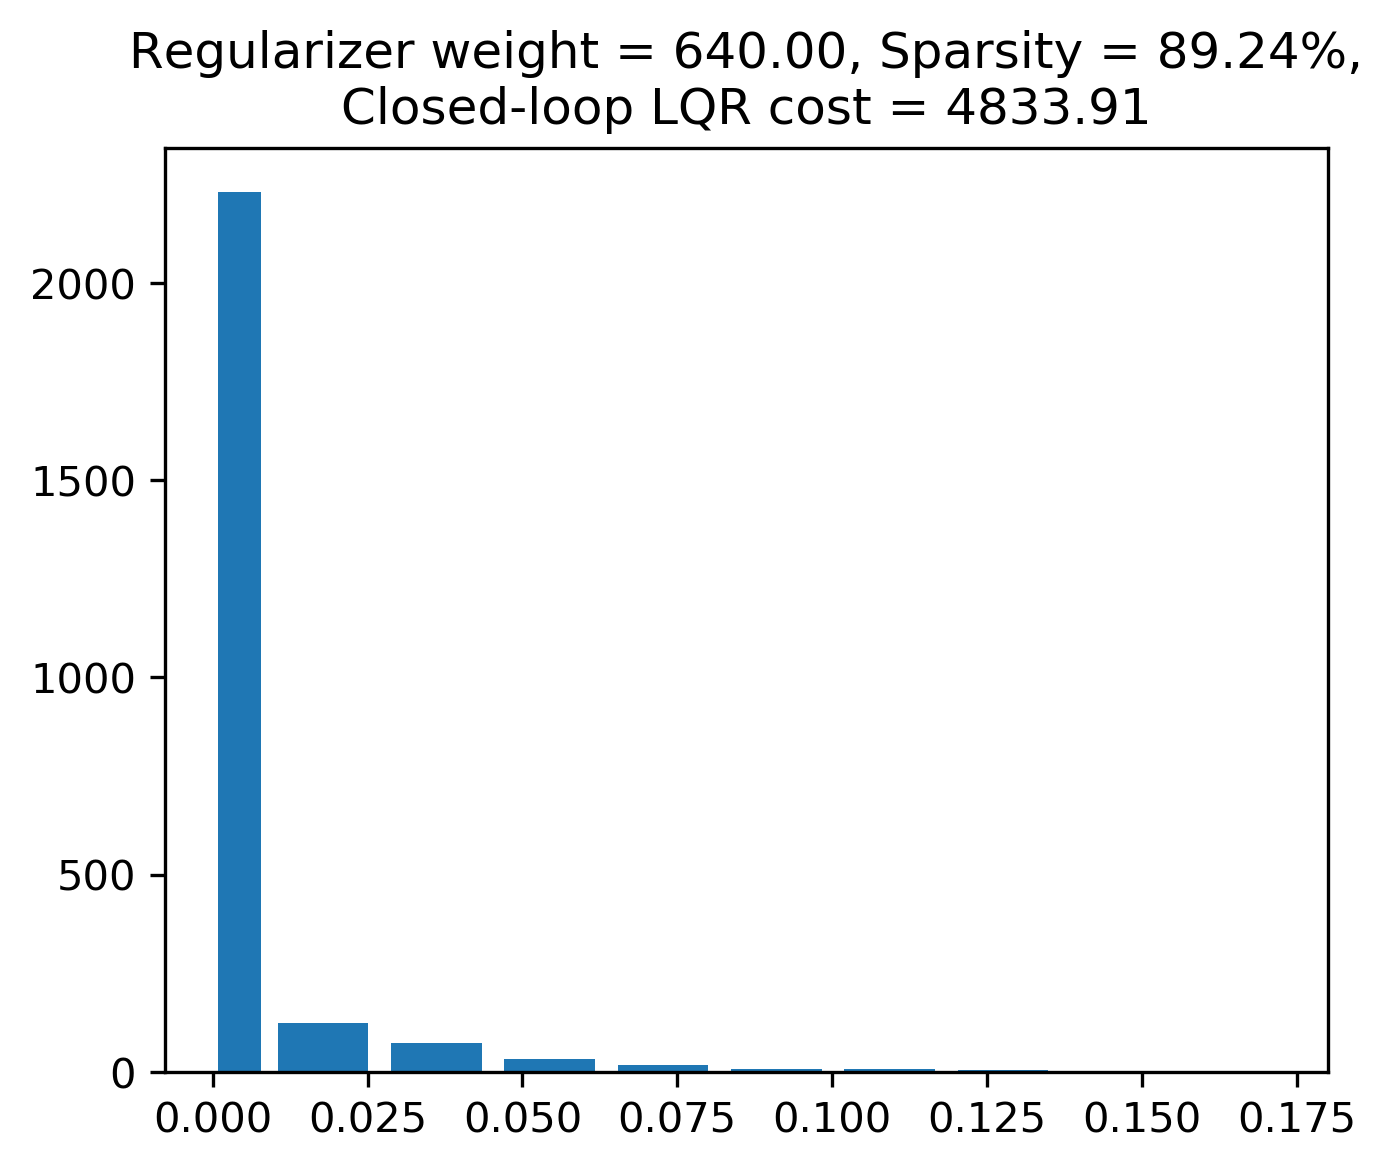 Regularizer weight = 640.00, Sparsity = 89.24%,
Closed-loop LQR cost = 4833.91
2000
1500
1000
500
0
0.000 0.025 0.050 0.075 0.100 0.125 0.150 0.175